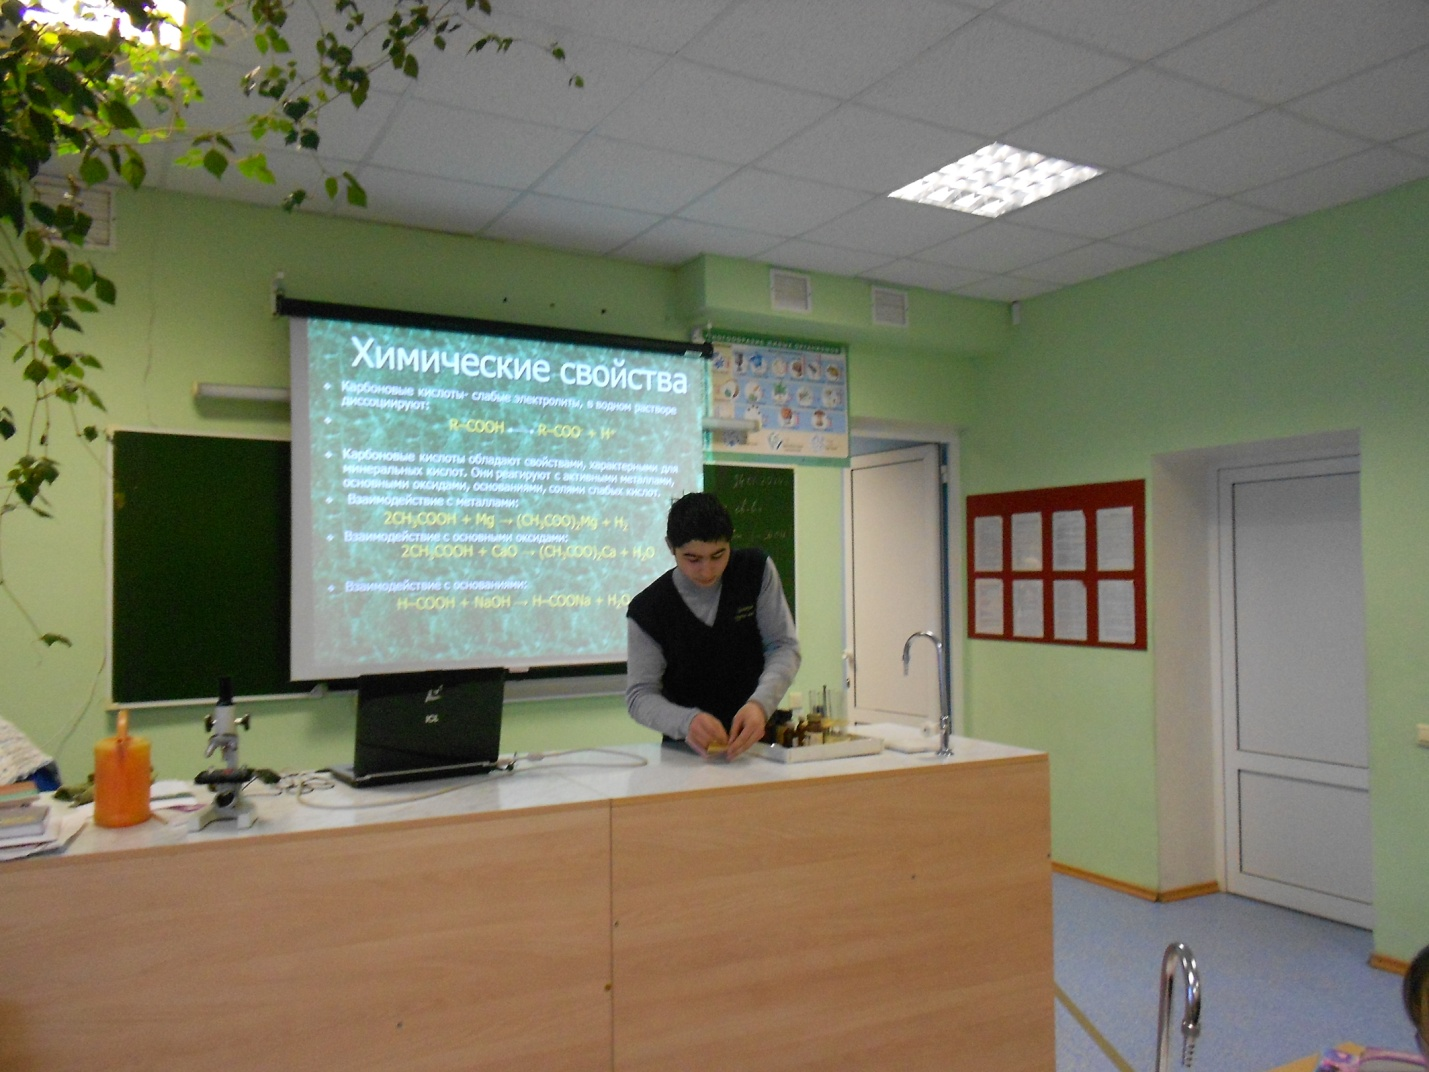 Химические свойства
Карбоновые кислоты- слабые электролиты, в водном растворе
диссоциируют:
R–COOH R–COO + H⁺
Карбоновые кислоты обладают свойствами, характерными для
минеральных кислот. Они реагируют с активными металлами,
основными оксидами, основаниями, солями слабых кислот.
Взаимодействие с металлами:
2CH₃COOH + Mg → (CH₃COO)₂Mg + H₂
Взаимодействие с основными оксидами:
2CH₃COOH + CaO → (CH₃COO)₂Ca + H₂O
Взаимодействие с основаниями:
H–COOH + NaOH → H–COONa + H₂O
ICL